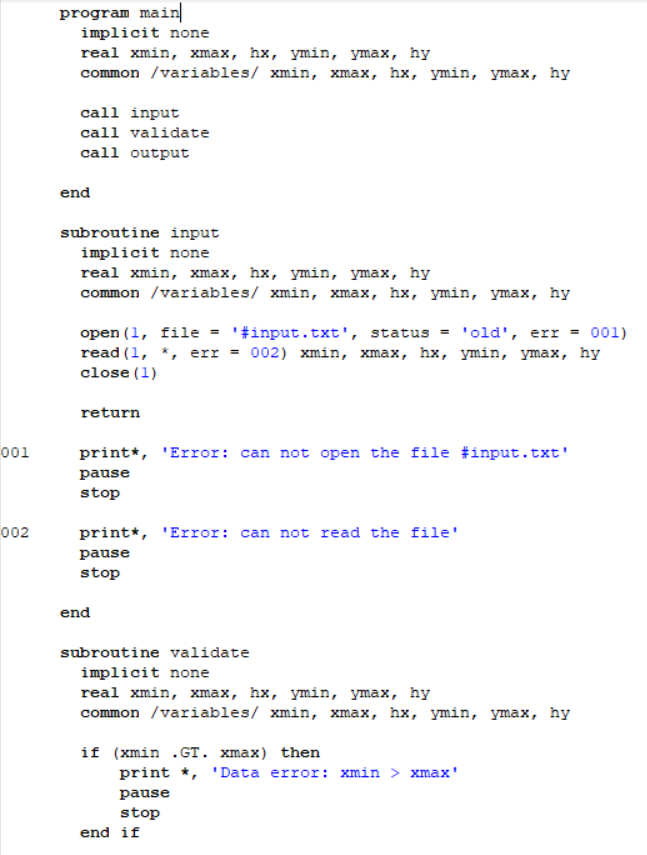 program main
implicit none
real xmin, xmax, hx, ymin, ymax, hy
common /variables/ xmin, xmax, hx, ymin, ymax, hy
call input
call validate
call output
end
subroutine input
implicit none
real xmin, xmax, hx, ymin, ymax, hy
common /variables/ xmin, xmax, hx, ymin, ymax, hy
open(1, file = '#input.txt', status = 'old', err = 001)
read(1, *, err = 002) xmin, xmax, hx, ymin, ymax, hy
close(1)
return
001 print*, 'Error: can not open the file #input.txt'
pause
stop
002 print*, 'Error: can not read the file'
pause
stop
end
subroutine validate
implicit none
real xmin, xmax, hx, ymin, ymax, hy
common /variables/ xmin, xmax, hx, ymin, ymax, hy
if (xmin .GT. xmax) then
print *, 'Data error: xmin > xmax'
pause
stop
end if